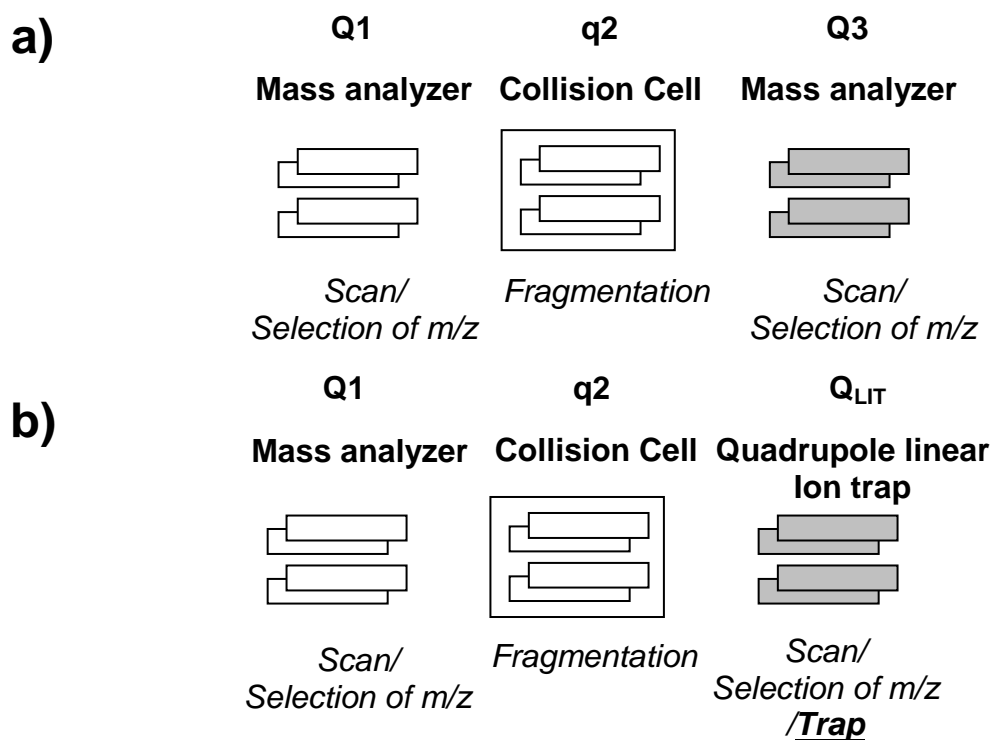 a)
Q1 q2 Q3
Mass analyzer Collision Cell Mass analyzer
Scan/ Fragmentation Scan/
Selection of m/z Selection of m/z
b)
Q1 q2 QLIT
Mass analyzer Collision Cell Quadrupole linear
Ion trap
Scan/ Fragmentation Scan/
Selection of m/z Selection of m/z
/Trap